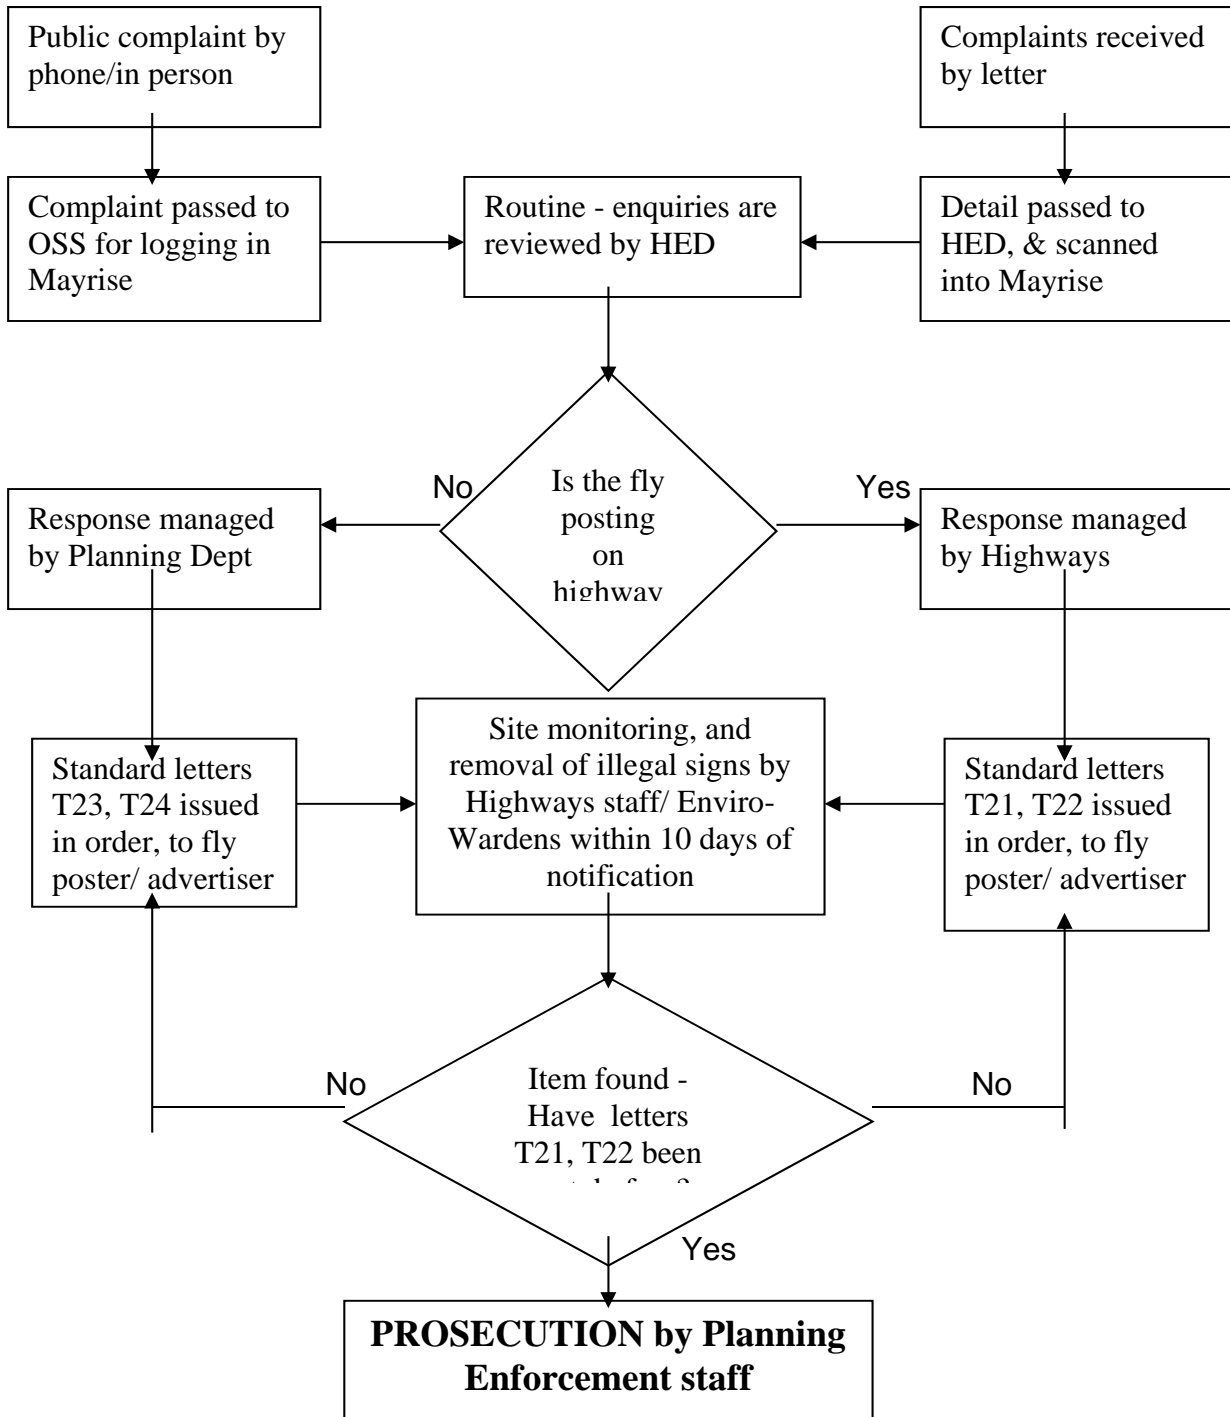 Public complaint by
phone/in person
Complaints received
by letter
Complaint passed to
OSS for logging in
Mayrise
Routine - enquiries are
reviewed by HED
Detail passed to
HED, & scanned
into Mayrise
No
Is the fly
posting
on
highway
Yes
Response managed
by Planning Dept
Response managed
by Highways
Standard letters
T23, T24 issued
in order, to fly
poster/ advertiser
Site monitoring, and
removal of illegal signs by
Highways staff/ Enviro-
Wardens within 10 days of
notification
Standard letters
T21, T22 issued
in order, to fly
poster/ advertiser
No
Item found -
Have letters
T21, T22 been
No
Yes
PROSECUTION by Planning
Enforcement staff